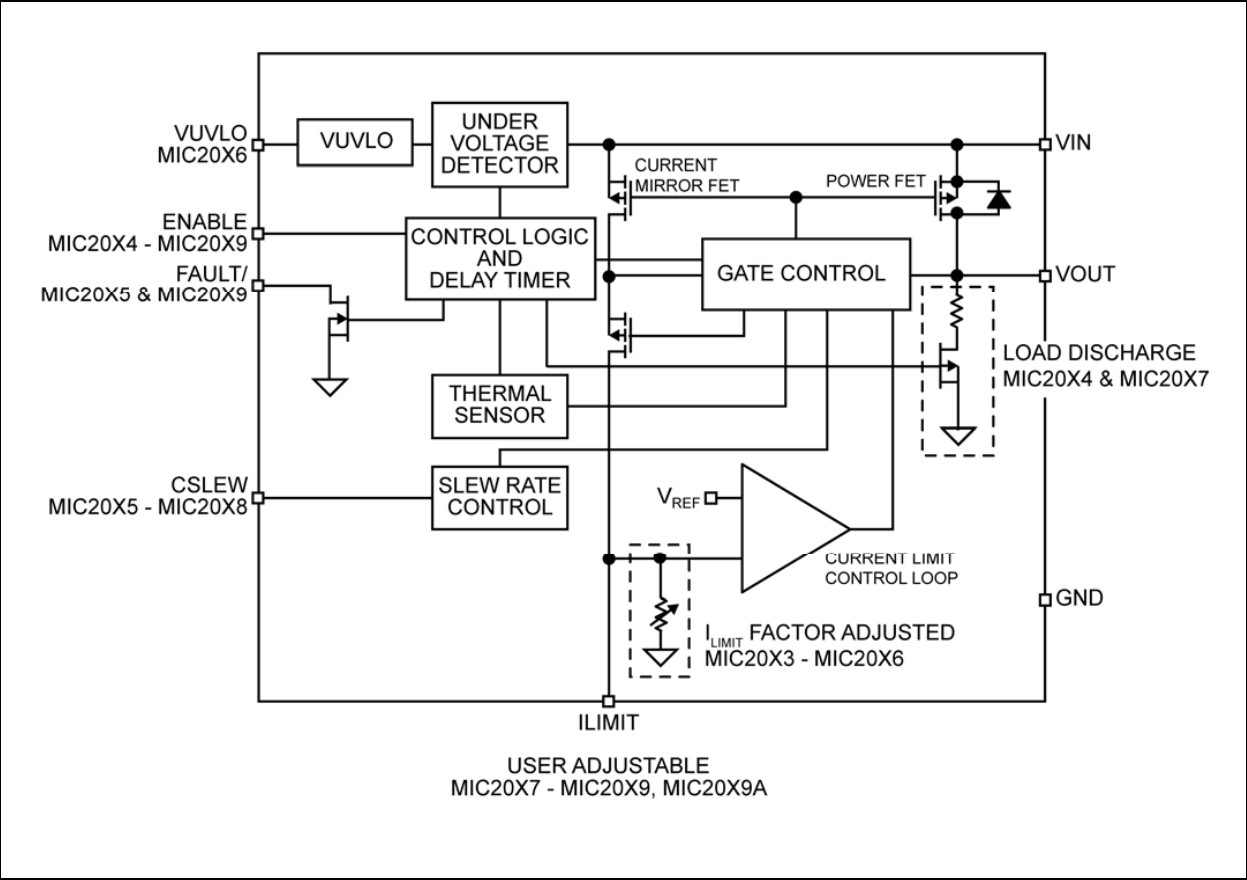 VUVLO
MIC20X6
VUVLO
UNDER
VOLTAGE
DETECTOR
VIN
CURRENT
MIRROR FET
POWER FET
ENABLE
MIC20X4 - MIC20X9
CONTROL LOGIC
AND
DELAY TIMER
GATE CONTROL
FAULT/
MIC20X5 & MIC20X9
VOUT
LOAD DISCHARGE
MIC20X4 & MIC20X7
THERMAL
SENSOR
CSLEW
MIC20X5 - MIC20X8
SLEW RATE
CONTROL
VREF
CURRENT LIMIT
CONTROL LOOP
GND
ILIMIT FACTOR ADJUSTED
MIC20X3 - MIC20X6
ILIMIT
USER ADJUSTABLE
MIC20X7 - MIC20X9, MIC20X9A